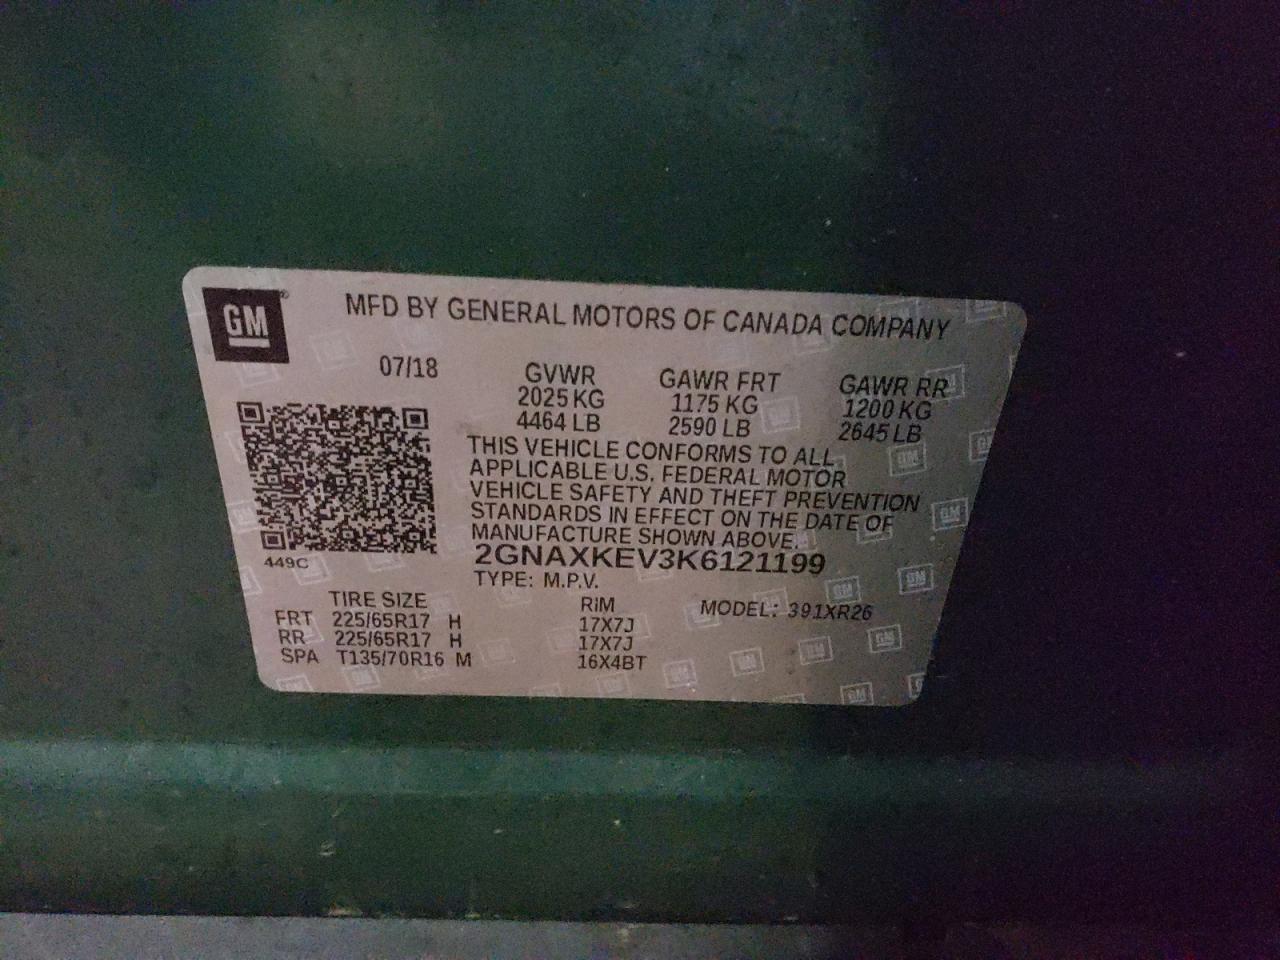 GM
MFD BY GENERAL MOTORS OF CANADA COMPANY
07/18
GVWR GAWR FRT GAWR RR
2025 KG 1175 KG 1200 KG
4464 LB 2590 LB 2645 LB
THIS VEHICLE CONFORMS TO ALL
APPLICABLE U.S. FEDERAL MOTOR
VEHICLE SAFETY AND THEFT PREVENTION
STANDARDS IN EFFECT ON THE DATE OF
MANUFACTURE SHOWN ABOVE.
2GNAXKEV3K6121199
449C
TYPE: M.P.V.
TIRE SIZE RIM MODEL: 391XR26
FRT 225/65R17 H 17X7J
RR 225/65R17 H 17X7J
SPA T135/70R16 M 16X4BT